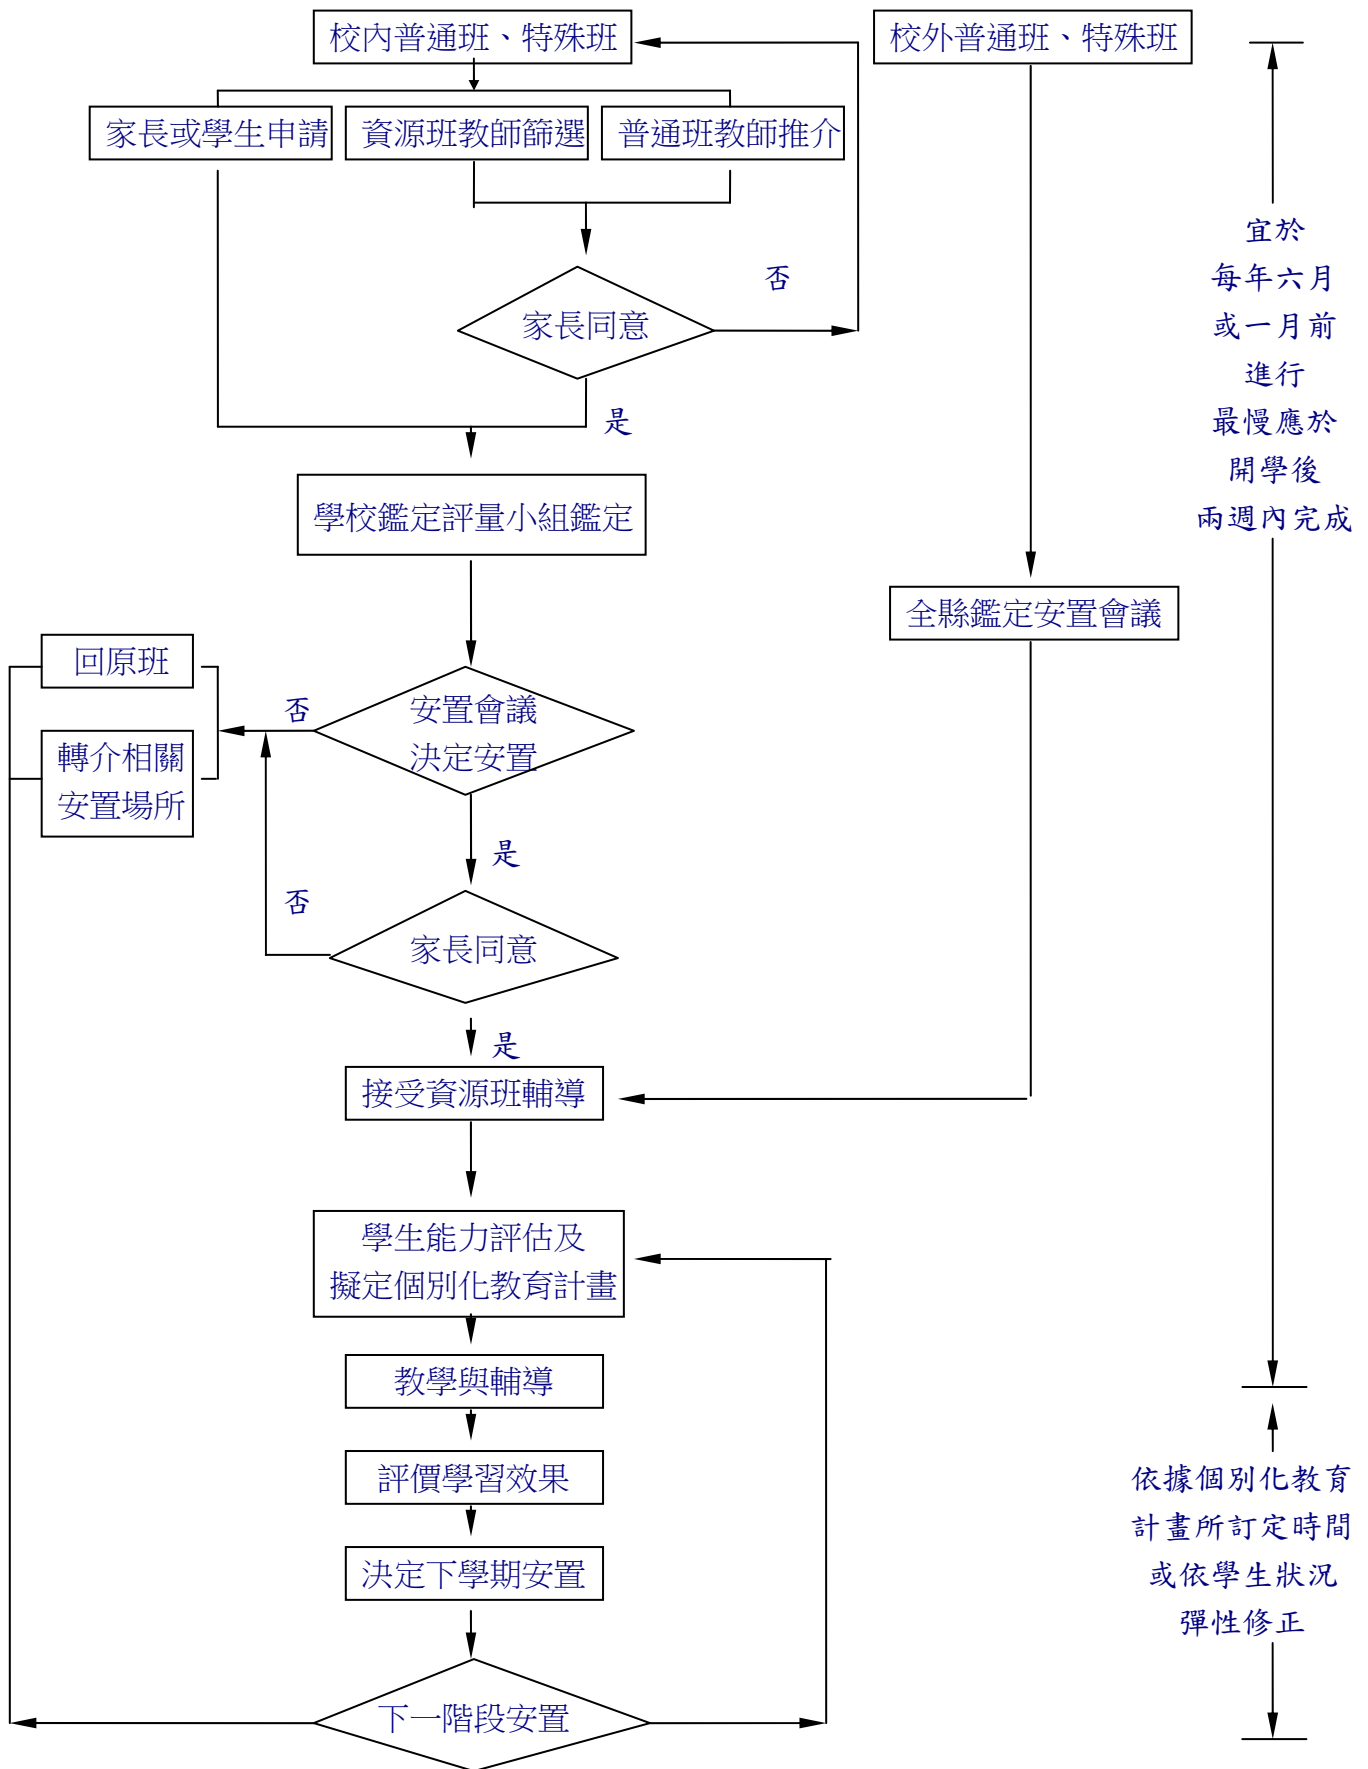 校內普通班、特殊班
校外普通班、特殊班
家長或學生申請
資源班教師篩選
普通班教師推介
家長同意
否
是
宜於
每年六月
或一月前
進行
最慢應於
開學後
兩週內完成
學校鑑定評量小組鑑定
全縣鑑定安置會議
回原班
轉介相關
安置場所
否
安置會議
決定安置
是
否
家長同意
是
接受資源班輔導
學生能力評估及
擬定個別化教育計畫
教學與輔導
評價學習效果
決定下學期安置
下一階段安置
依據個別化教育
計畫所訂定時間
或依學生狀況
彈性修正